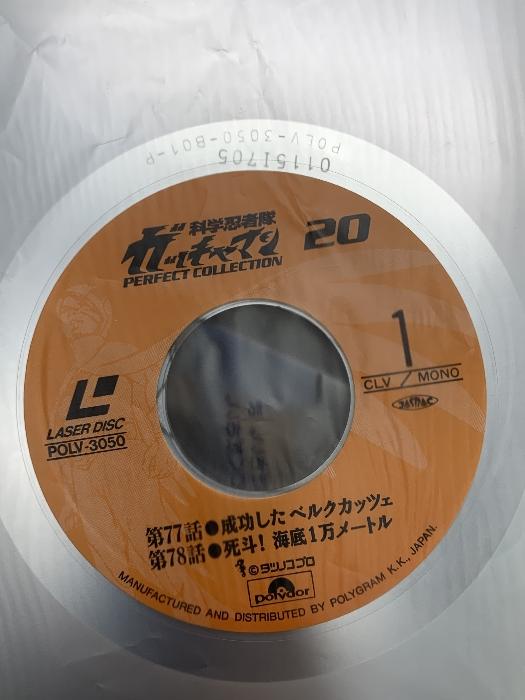 POLV-3050-B01-P
01151705
科学忍者隊
ガッチャマン 20
PERFECT COLLECTION
1
CLV / MONO
JASRAC
LASER DISC
POLV-3050
第77話●成功したベルクカッツェ
第78話●死斗!海底1万メートル
©タツノコプロ
polydor
MANUFACTURED AND DISTRIBUTED BY POLYGRAM K.K., JAPAN.